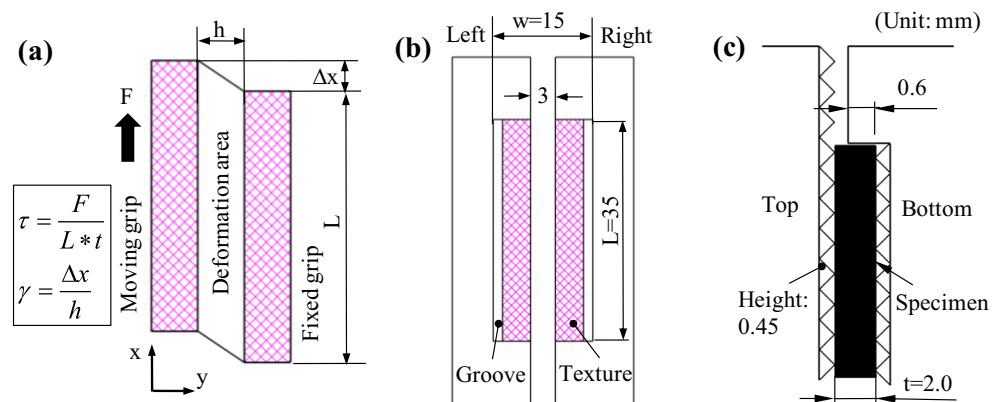 (a)
h
Δx
F
Moving grip
Deformation area
L
Fixed grip
τ = F / L * t
γ = Δx / h
x
y
(b)
Left
w=15
Right
3
L=35
Groove
Texture
(c)
(Unit: mm)
0.6
Top
Bottom
Height:
0.45
Specimen
t=2.0